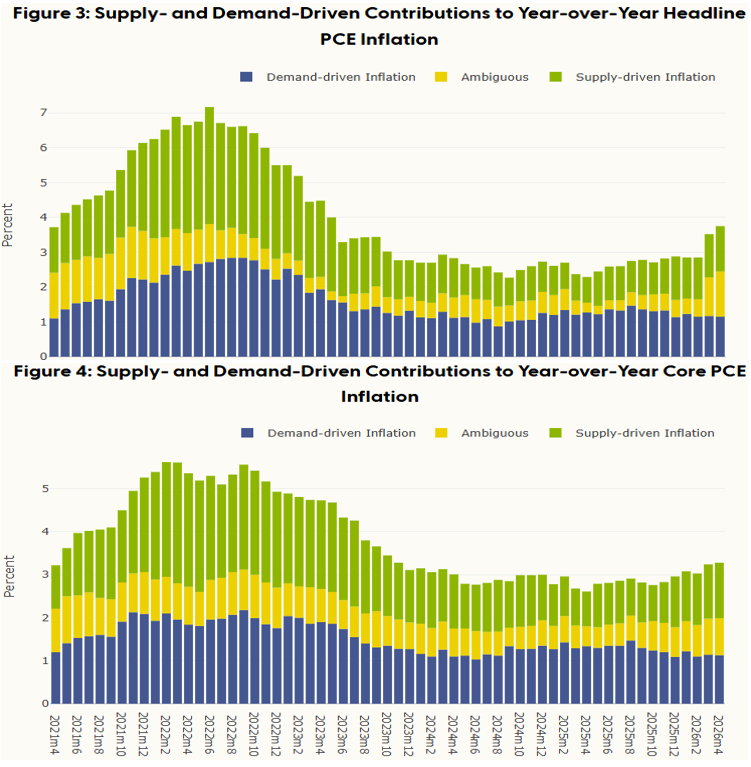 Figure 3: Supply- and Demand-Driven Contributions to Year-over-Year Headline
PCE Inflation
Demand-driven Inflation Ambiguous Supply-driven Inflation
7
6
5
4
3
2
1
0
Percent
Figure 4: Supply- and Demand-Driven Contributions to Year-over-Year Core PCE
Inflation
Demand-driven Inflation Ambiguous Supply-driven Inflation
5
4
3
2
1
0
Percent
2021m4
2021m6
2021m8
2021m10
2021m12
2022m2
2022m4
2022m6
2022m8
2022m10
2022m12
2023m2
2023m4
2023m6
2023m8
2023m10
2023m12
2024m2
2024m4
2024m6
2024m8
2024m10
2024m12
2025m2
2025m4
2025m6
2025m8
2025m10
2025m12
2026m2
2026m4